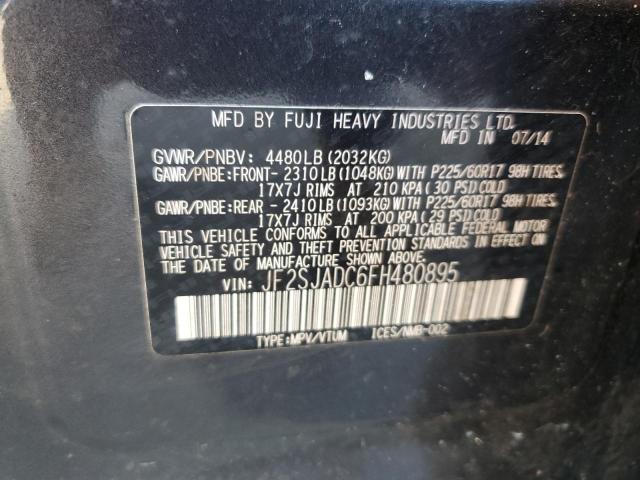 MFD BY FUJI HEAVY INDUSTRIES LTD.
MFD IN 07/14
GVWR/PNBV: 4480LB(2032KG)
GAWR/PNBE:FRONT- 2310LB(1048KG)WITH P225/60R17 98H TIRES,
17X7J RIMS AT 210 KPA(30 PSI)COLD
GAWR/PNBE:REAR - 2410LB(1093KG)WITH P225/60R17 98H TIRES,
17X7J RIMS AT 200 KPA(29 PSI)COLD
THIS VEHICLE CONFORMS TO ALL APPLICABLE FEDERAL MOTOR
VEHICLE SAFETY AND THEFT PREVENTION STANDARDS IN EFFECT ON
THE DATE OF MANUFACTURE SHOWN ABOVE.
VIN: JF2SJADC6FH480895
TYPE:MPV/VTUM ICES/NMB-002